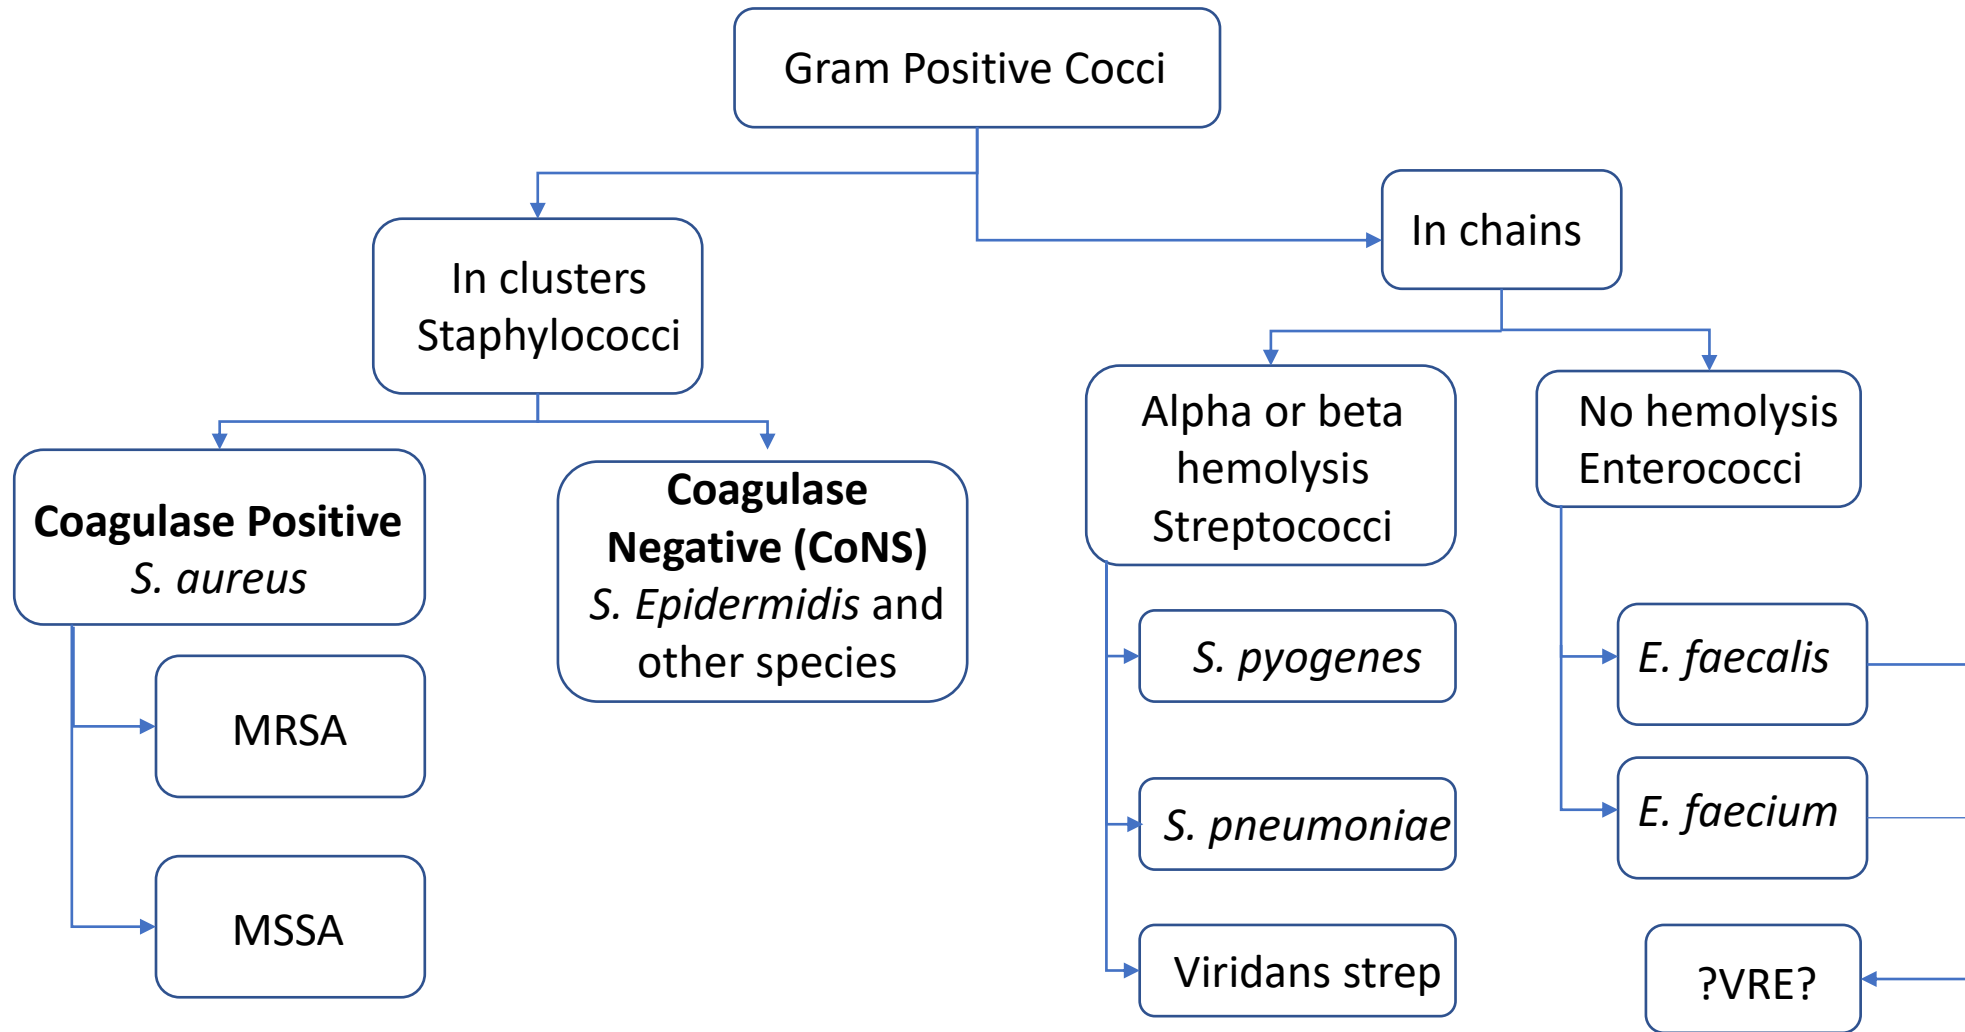 Gram Positive Cocci
In clusters
Staphylococci
In chains
Coagulase Positive
S. aureus
Coagulase
Negative (CoNS)
S. Epidermidis and
other species
Alpha or beta
hemolysis
Streptococci
No hemolysis
Enterococci
MRSA
MSSA
S. pyogenes
S. pneumoniae
Viridans strep
E. faecalis
E. faecium
?VRE?